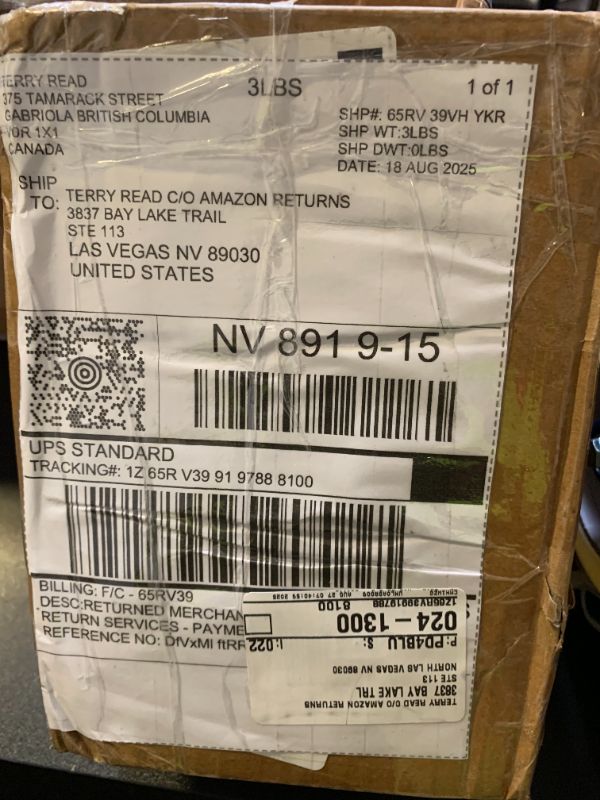 TERRY READ
375 TAMARACK STREET
GABRIOLA BRITISH COLUMBIA
V0R 1X1
CANADA
3LBS
1 of 1
SHP#: 65RV 39VH YKR
SHP WT:3LBS
SHP DWT:0LBS
DATE: 18 AUG 2025
SHIP
TO:
TERRY READ C/O AMAZON RETURNS
3837 BAY LAKE TRAIL
STE 113
LAS VEGAS NV 89030
UNITED STATES
NV 891 9-15
UPS STANDARD
TRACKING#: 1Z 65R V39 91 9788 8100
BILLING: F/C - 65RV39
DESC:RETURNED MERCHAN
RETURN SERVICES - PAYME
REFERENCE NO: DfVxMl ftRF
TERRY READ C/O AMAZON RETURNS
3837 BAY LAKE TRL
STE 113
NORTH LAS VEGAS NV 89030
P:PD4BLU S: I:022
024-1300
8100
1Z65RV39919788